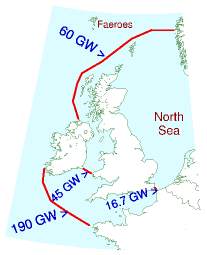 Faeroes
60 GW >
North
Sea
45 GW >
16.7 GW >
190 GW >